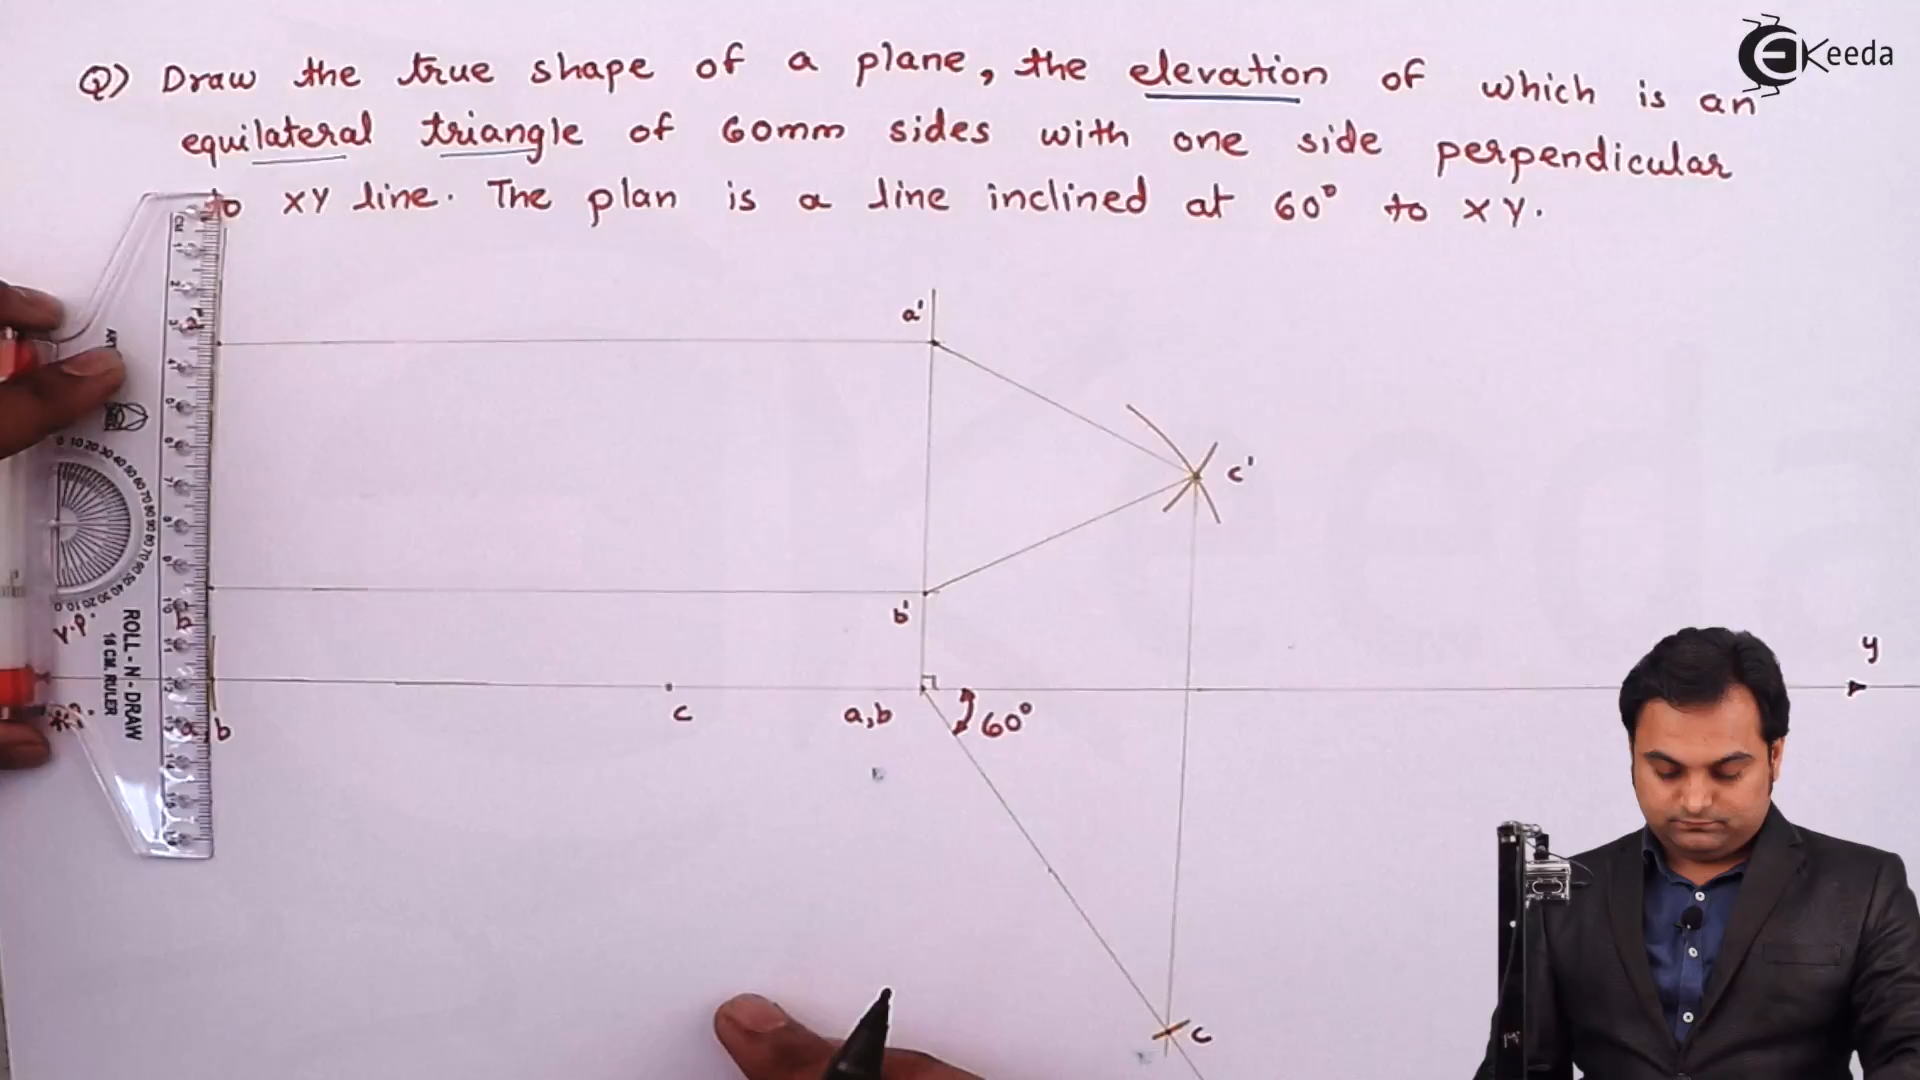 EKeeda
Q) Draw the true shape of a plane, the elevation of which is an
equilateral triangle of 60mm sides with one side perpendicular
to XY line. The plan is a line inclined at 60° to XY.
a'
c'
b'
V.P.
ROLL-N-DRAW
16 CM. RULER
y
a, b
c
a,b
60°
c